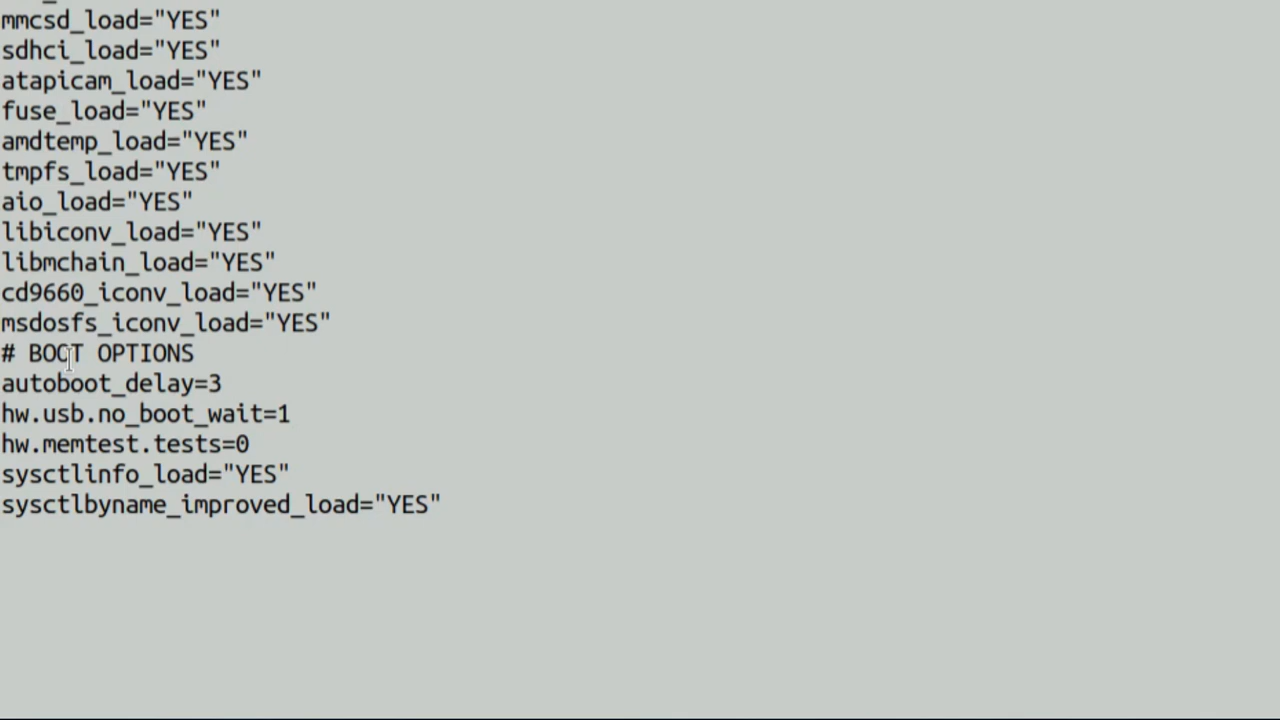 mmcsd_load="YES"
sdhci_load="YES"
atapicam_load="YES"
fuse_load="YES"
amdtemp_load="YES"
tmpfs_load="YES"
aio_load="YES"
libiconv_load="YES"
libmchain_load="YES"
cd9660_iconv_load="YES"
msdosfs_iconv_load="YES"
# BOOT OPTIONS
autoboot_delay=3
hw.usb.no_boot_wait=1
hw.memtest.tests=0
sysctlinfo_load="YES"
sysctlbyname_improved_load="YES"